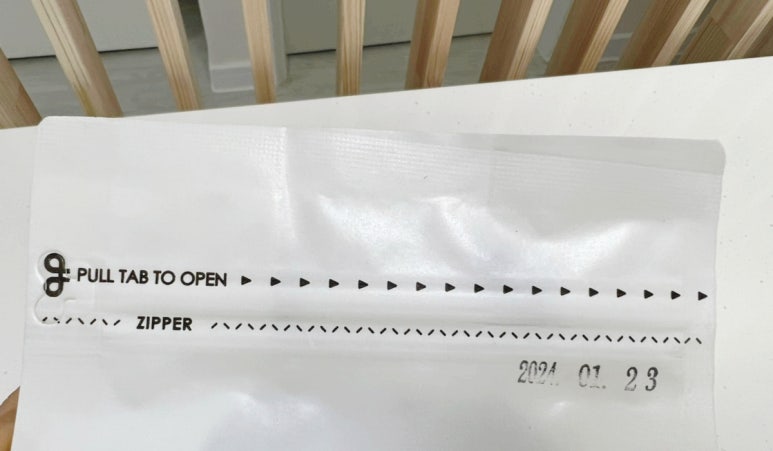 PULL TAB TO OPEN
ZIPPER
2024. 01. 23